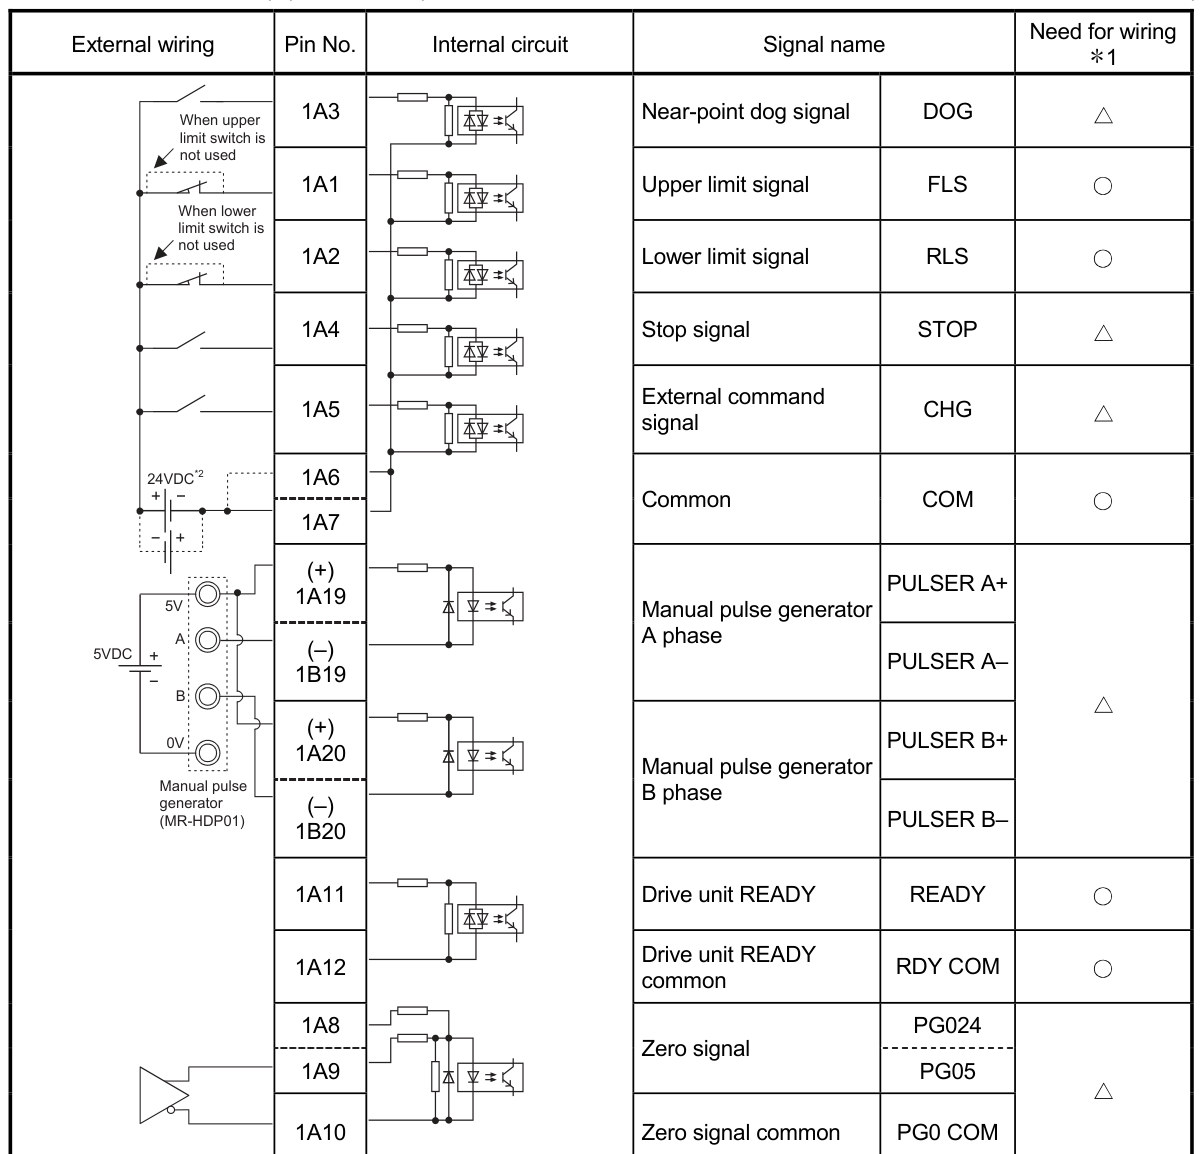 External wiring
Pin No.
Internal circuit
Signal name
Need for wiring
＊1
1A3
Near-point dog signal
DOG
△
When upper
limit switch is
not used
1A1
Upper limit signal
FLS
○
When lower
limit switch is
not used
1A2
Lower limit signal
RLS
○
1A4
Stop signal
STOP
△
1A5
External command
signal
CHG
△
24VDC*2
+
−
−
+
1A6
1A7
Common
COM
○
5V
A
5VDC
+
−
B
0V
Manual pulse
generator
(MR-HDP01)
(+)
1A19
(–)
1B19
Manual pulse generator
A phase
PULSER A+
PULSER A–
(+)
1A20
(–)
1B20
Manual pulse generator
B phase
PULSER B+
PULSER B–
△
1A11
Drive unit READY
READY
○
1A12
Drive unit READY
common
RDY COM
○
1A8
1A9
Zero signal
PG024
PG05
1A10
Zero signal common
PG0 COM
△